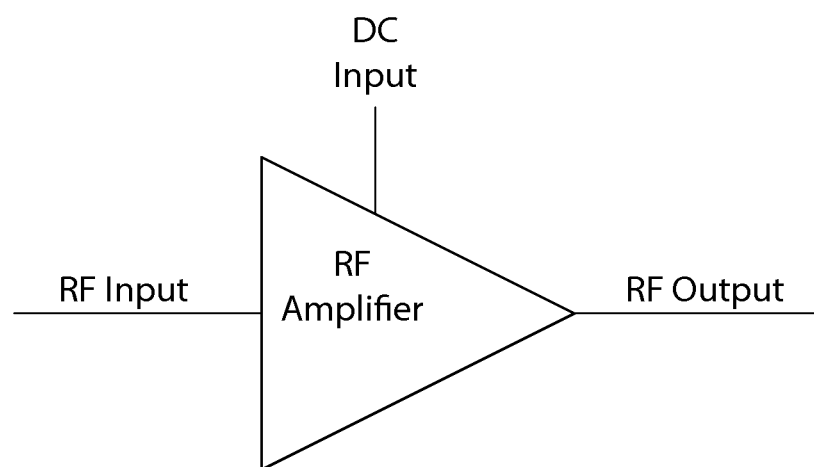 DC
Input
RF Input
RF
Amplifier
RF Output